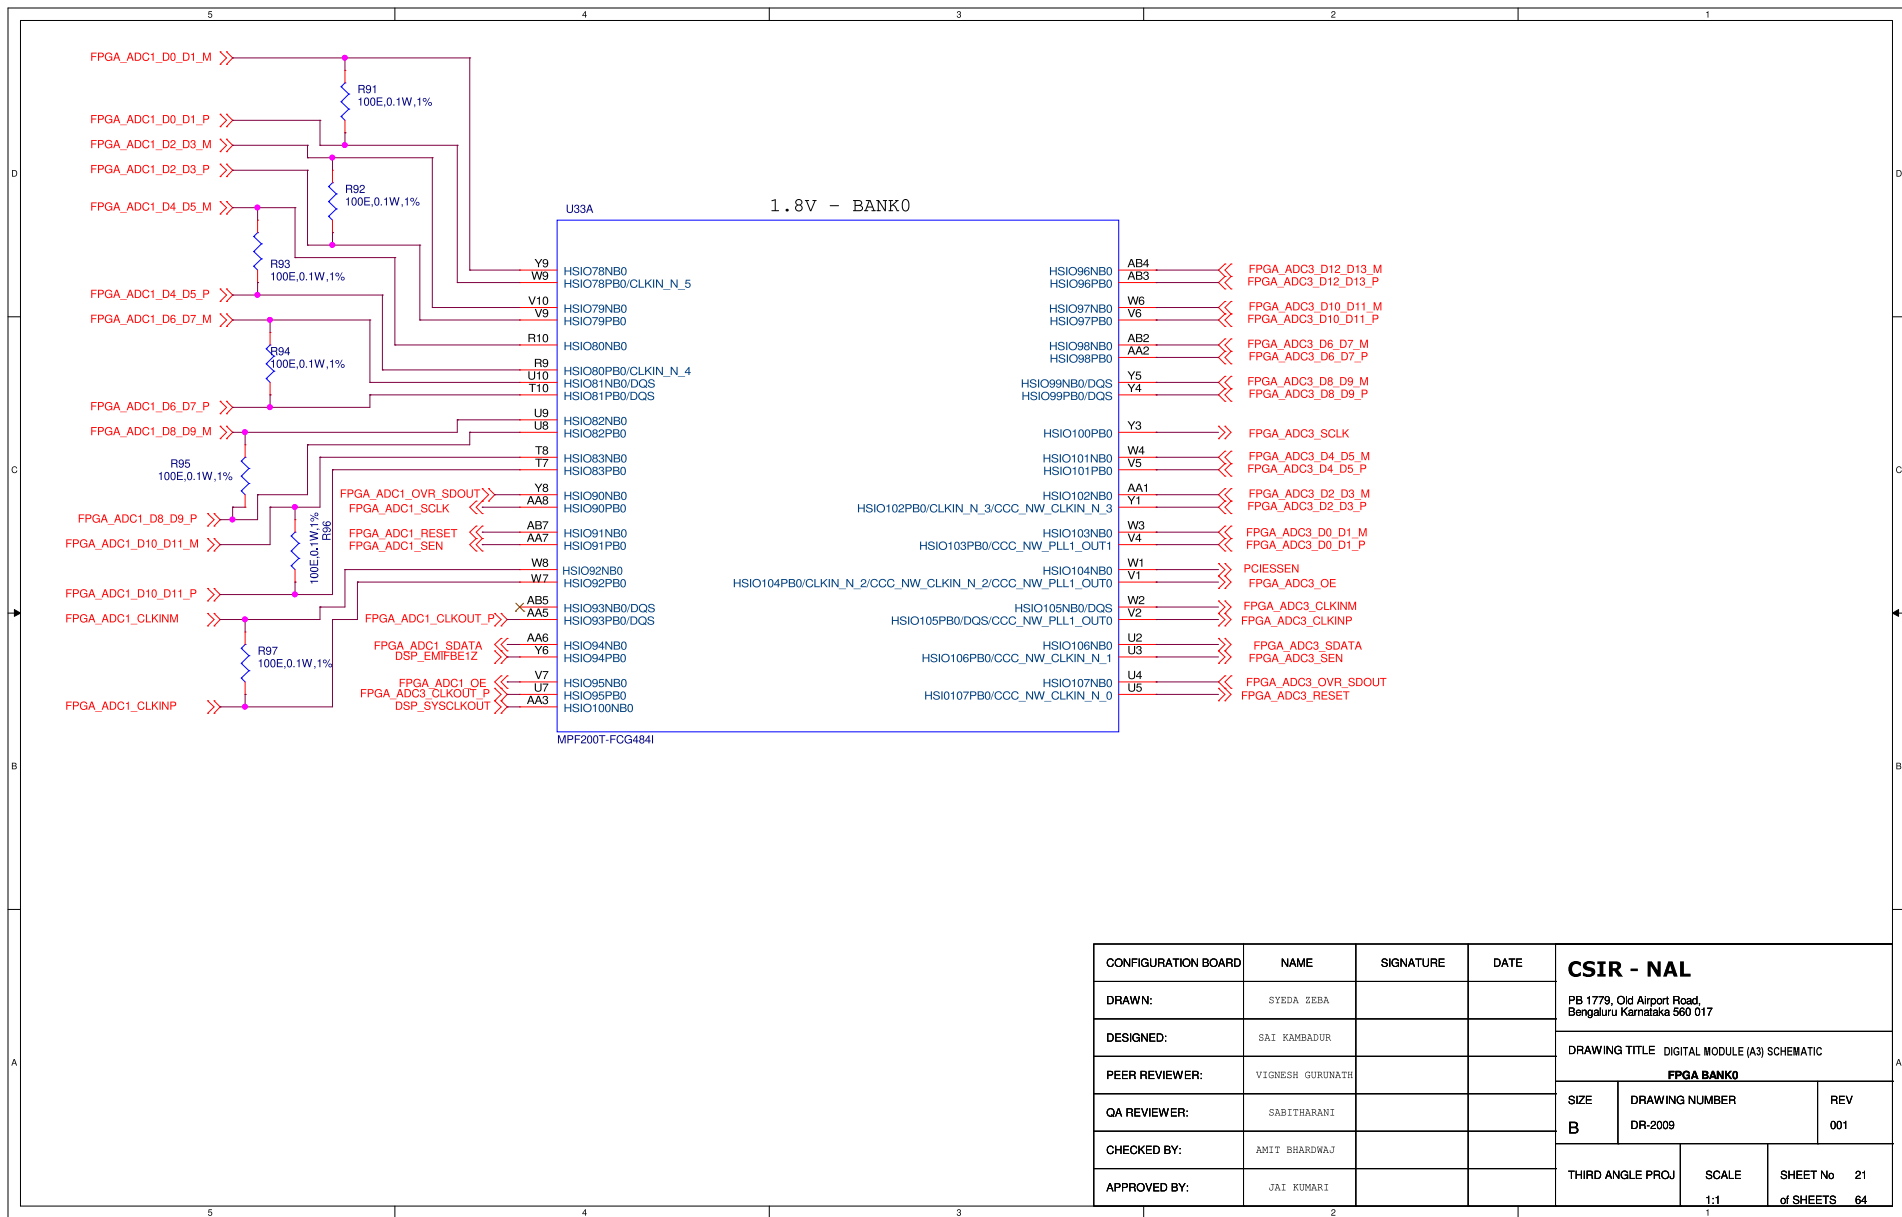 5 4 3 2 1
D
C
B
A
FPGA_ADC1_D0_D1_M
R91
100E,0.1W,1%
FPGA_ADC1_D0_D1_P
FPGA_ADC1_D2_D3_M
FPGA_ADC1_D2_D3_P
R92
100E,0.1W,1%
FPGA_ADC1_D4_D5_M
R93
100E,0.1W,1%
FPGA_ADC1_D4_D5_P
FPGA_ADC1_D6_D7_M
R94
100E,0.1W,1%
FPGA_ADC1_D6_D7_P
FPGA_ADC1_D8_D9_M
R95
100E,0.1W,1%
FPGA_ADC1_D8_D9_P
FPGA_ADC1_D10_D11_M
R96
100E,0.1W,1%
FPGA_ADC1_D10_D11_P
FPGA_ADC1_CLKINM
R97
100E,0.1W,1%
FPGA_ADC1_CLKINP
U33A
1.8V - BANK0
Y9 HSIO78NB0
W9 HSIO78PB0/CLKIN_N_5
V10 HSIO79NB0
V9 HSIO79PB0
R10 HSIO80NB0
R9 HSIO80PB0/CLKIN_N_4
U10 HSIO81NB0/DQS
T10 HSIO81PB0/DQS
U9 HSIO82NB0
U8 HSIO82PB0
T8 HSIO83NB0
T7 HSIO83PB0
FPGA_ADC1_OVR_SDOUT Y8 HSIO90NB0
FPGA_ADC1_SCLK AA8 HSIO90PB0
FPGA_ADC1_RESET AB7 HSIO91NB0
FPGA_ADC1_SEN AA7 HSIO91PB0
W8 HSIO92NB0
W7 HSIO92PB0
AB5 HSIO93NB0/DQS
FPGA_ADC1_CLKOUT_P AA5 HSIO93PB0/DQS
FPGA_ADC1_SDATA AA6 HSIO94NB0
DSP_EMIFBE1Z Y6 HSIO94PB0
FPGA_ADC1_OE V7 HSIO95NB0
FPGA_ADC3_CLKOUT_P U7 HSIO95PB0
DSP_SYSCLKOUT AA3 HSIO100NB0
HSIO96NB0 AB4 FPGA_ADC3_D12_D13_M
HSIO96PB0 AB3 FPGA_ADC3_D12_D13_P
HSIO97NB0 W6 FPGA_ADC3_D10_D11_M
HSIO97PB0 V6 FPGA_ADC3_D10_D11_P
HSIO98NB0 AB2 FPGA_ADC3_D6_D7_M
HSIO98PB0 AA2 FPGA_ADC3_D6_D7_P
HSIO99NB0/DQS Y5 FPGA_ADC3_D8_D9_M
HSIO99PB0/DQS Y4 FPGA_ADC3_D8_D9_P
HSIO100PB0 Y3 FPGA_ADC3_SCLK
HSIO101NB0 W4 FPGA_ADC3_D4_D5_M
HSIO101PB0 V5 FPGA_ADC3_D4_D5_P
HSIO102NB0 AA1 FPGA_ADC3_D2_D3_M
HSIO102PB0/CLKIN_N_3/CCC_NW_CLKIN_N_3 Y1 FPGA_ADC3_D2_D3_P
HSIO103NB0 W3 FPGA_ADC3_D0_D1_M
HSIO103PB0/CCC_NW_PLL1_OUT1 V4 FPGA_ADC3_D0_D1_P
HSIO104NB0 W1 PCIESSEN
HSIO104PB0/CLKIN_N_2/CCC_NW_CLKIN_N_2/CCC_NW_PLL1_OUT0 V1 FPGA_ADC3_OE
HSIO105NB0/DQS W2 FPGA_ADC3_CLKINM
HSIO105PB0/DQS/CCC_NW_PLL1_OUT0 V2 FPGA_ADC3_CLKINP
HSIO106NB0 U2 FPGA_ADC3_SDATA
HSIO106PB0/CCC_NW_CLKIN_N_1 U3 FPGA_ADC3_SEN
HSIO107NB0 U4 FPGA_ADC3_OVR_SDOUT
HSI0107PB0/CCC_NW_CLKIN_N_0 U5 FPGA_ADC3_RESET
MPF200T-FCG484I
CONFIGURATION BOARD NAME SIGNATURE DATE
DRAWN: SYEDA ZEBA
DESIGNED: SAI KAMBADUR
PEER REVIEWER: VIGNESH GURUNATH
QA REVIEWER: SABITHARANI
CHECKED BY: AMIT BHARDWAJ
APPROVED BY: JAI KUMARI
CSIR - NAL
PB 1779, Old Airport Road,
Bengaluru Karnataka 560 017
DRAWING TITLE DIGITAL MODULE (A3) SCHEMATIC
FPGA BANK0
SIZE DRAWING NUMBER REV
B DR-2009 001
THIRD ANGLE PROJ SCALE SHEET No 21
1:1 of SHEETS 64
D
C
B
A
5 4 3 2 1